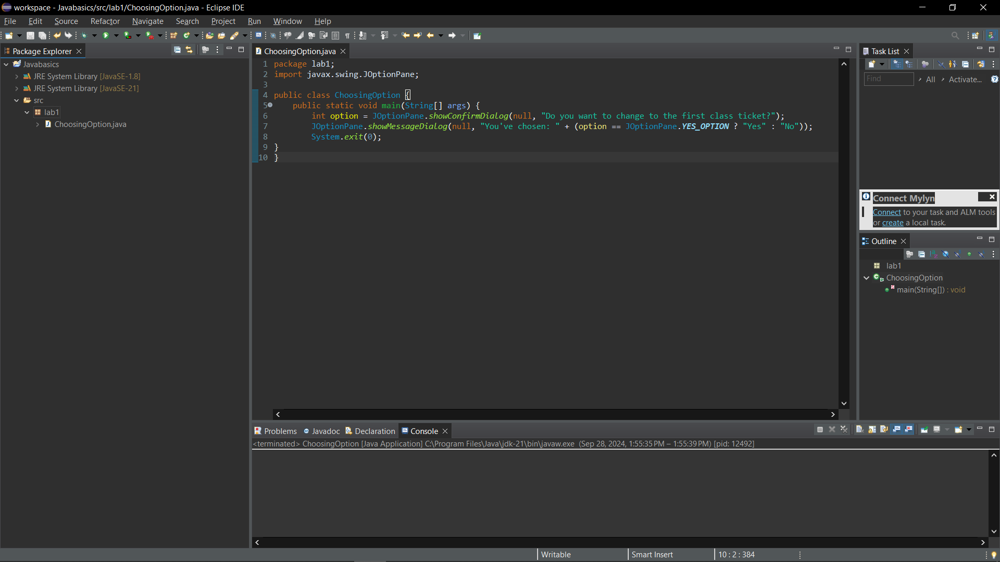 workspace - Javabasics/src/lab1/ChoosingOption.java - Eclipse IDE
File Edit Source Refactor Navigate Search Project Run Window Help
Package Explorer
Javabasics
JRE System Library [JavaSE-1.8]
JRE System Library [JavaSE-21]
src
lab1
ChoosingOption.java
ChoosingOption.java
1 package lab1;
2 import javax.swing.JOptionPane;
3
4 public class ChoosingOption {
5 public static void main(String[] args) {
6 int option = JOptionPane.showConfirmDialog(null, "Do you want to change to the first class ticket?");
7 JOptionPane.showMessageDialog(null, "You've chosen: " + (option == JOptionPane.YES_OPTION ? "Yes" : "No"));
8 System.exit(0);
9 }
10 }
Task List
Find All Activate...
Connect Mylyn
Connect to your task and ALM tools
or create a local task.
Outline
lab1
ChoosingOption
main(String[]) : void
Problems Javadoc Declaration Console
<terminated> ChoosingOption [Java Application] C:\Program Files\Java\jdk-21\bin\javaw.exe (Sep 28, 2024, 1:55:35 PM – 1:55:39 PM) [pid: 12492]
Writable Smart Insert 10 : 2 : 384